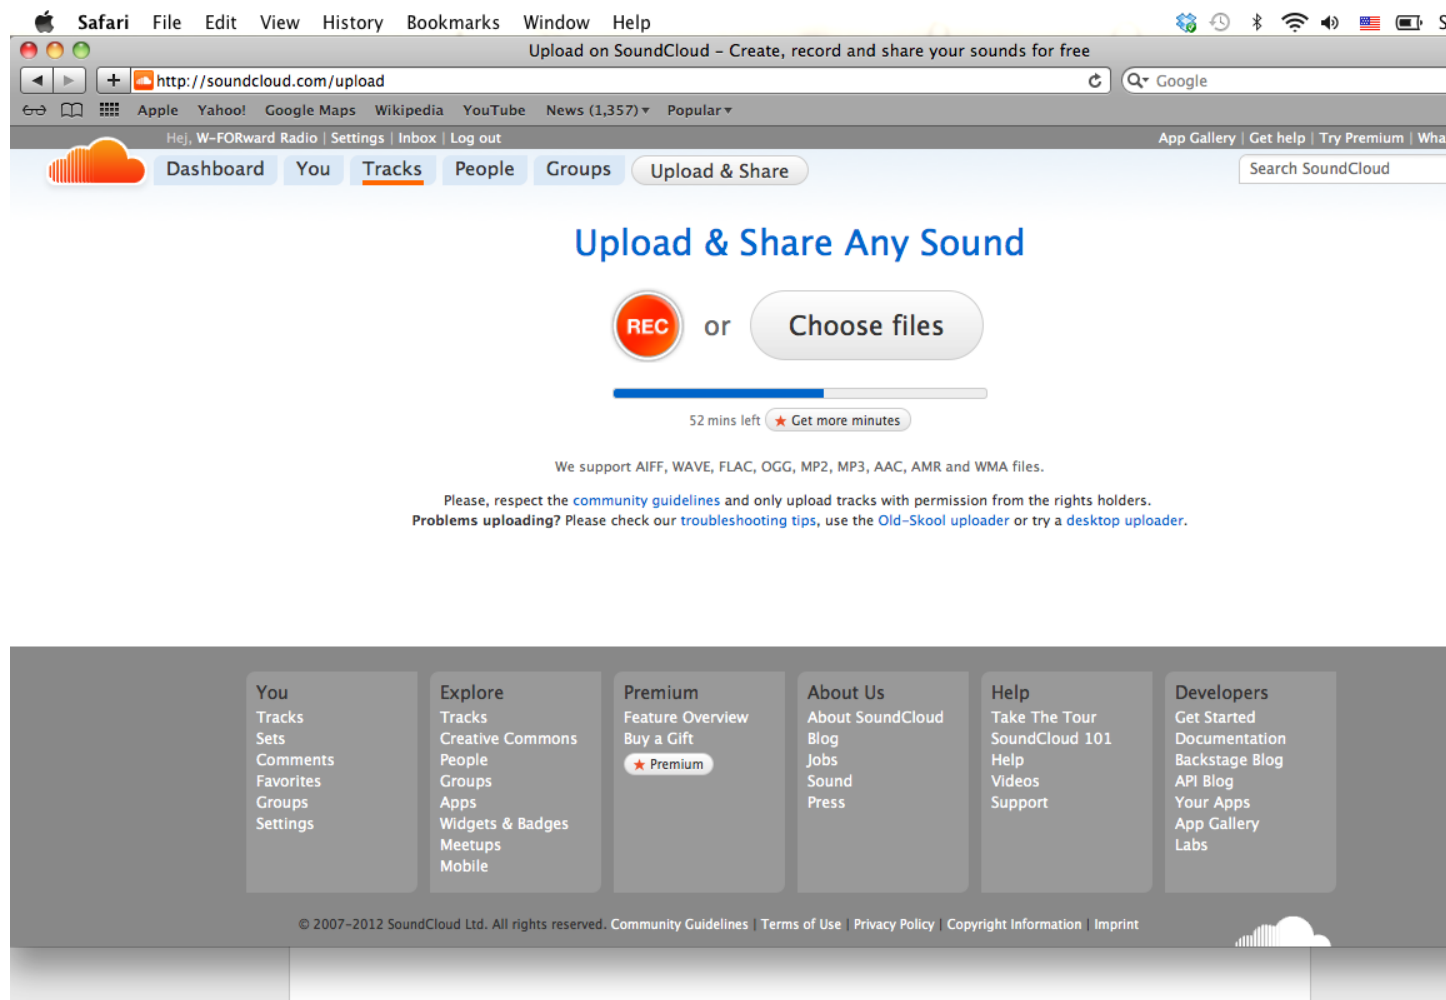 Safari File Edit View History Bookmarks Window Help
Upload on SoundCloud – Create, record and share your sounds for free
http://soundcloud.com/upload Google
Apple Yahoo! Google Maps Wikipedia YouTube News (1,357) Popular
Hej, W-FORward Radio | Settings | Inbox | Log out App Gallery | Get help | Try Premium | Wha
Dashboard You Tracks People Groups Upload & Share Search SoundCloud
Upload & Share Any Sound
REC or Choose files
52 mins left Get more minutes
We support AIFF, WAVE, FLAC, OGG, MP2, MP3, AAC, AMR and WMA files.
Please, respect the community guidelines and only upload tracks with permission from the rights holders.
Problems uploading? Please check our troubleshooting tips, use the Old-Skool uploader or try a desktop uploader.
You
Tracks
Sets
Comments
Favorites
Groups
Settings
Explore
Tracks
Creative Commons
People
Groups
Apps
Widgets & Badges
Meetups
Mobile
Premium
Feature Overview
Buy a Gift
Premium
About Us
About SoundCloud
Blog
Jobs
Sound
Press
Help
Take The Tour
SoundCloud 101
Help
Videos
Support
Developers
Get Started
Documentation
Backstage Blog
API Blog
Your Apps
App Gallery
Labs
© 2007–2012 SoundCloud Ltd. All rights reserved. Community Guidelines | Terms of Use | Privacy Policy | Copyright Information | Imprint